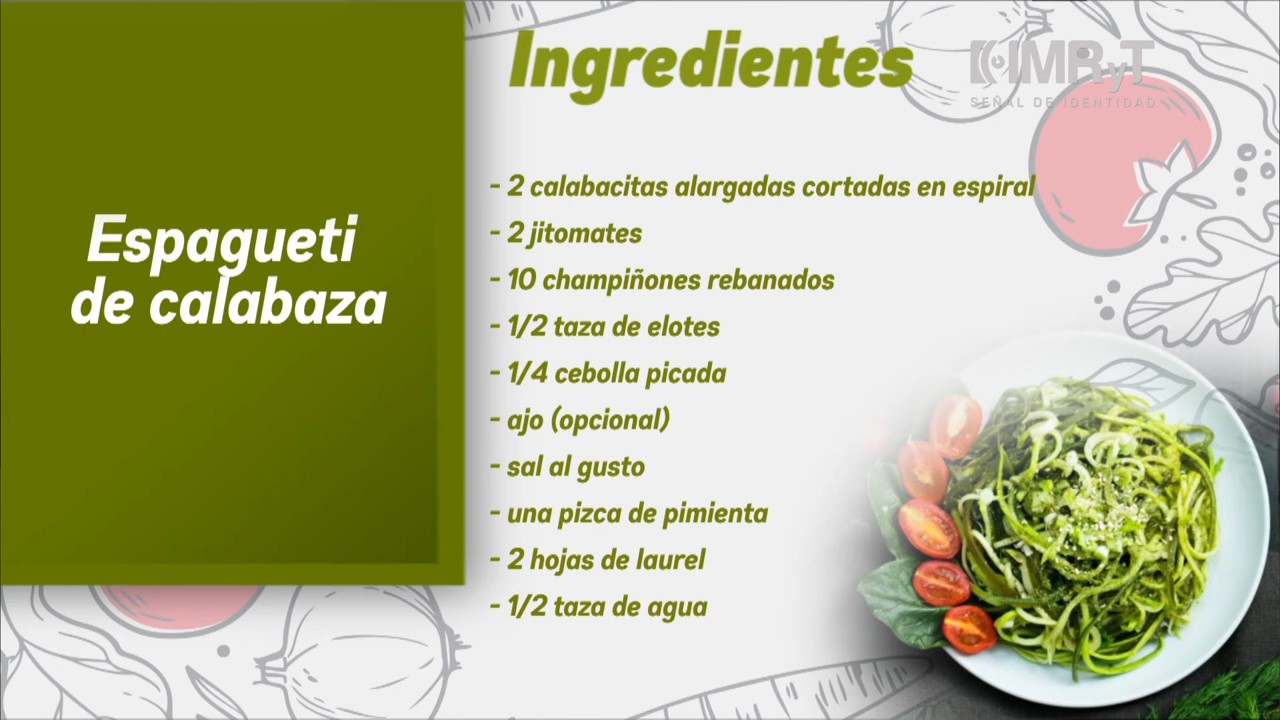 Espagueti
de calabaza
Ingredientes
IMRyT
SEÑAL DE IDENTIDAD
- 2 calabacitas alargadas cortadas en espiral
- 2 jitomates
- 10 champiñones rebanados
- 1/2 taza de elotes
- 1/4 cebolla picada
- ajo (opcional)
- sal al gusto
- una pizca de pimienta
- 2 hojas de laurel
- 1/2 taza de agua